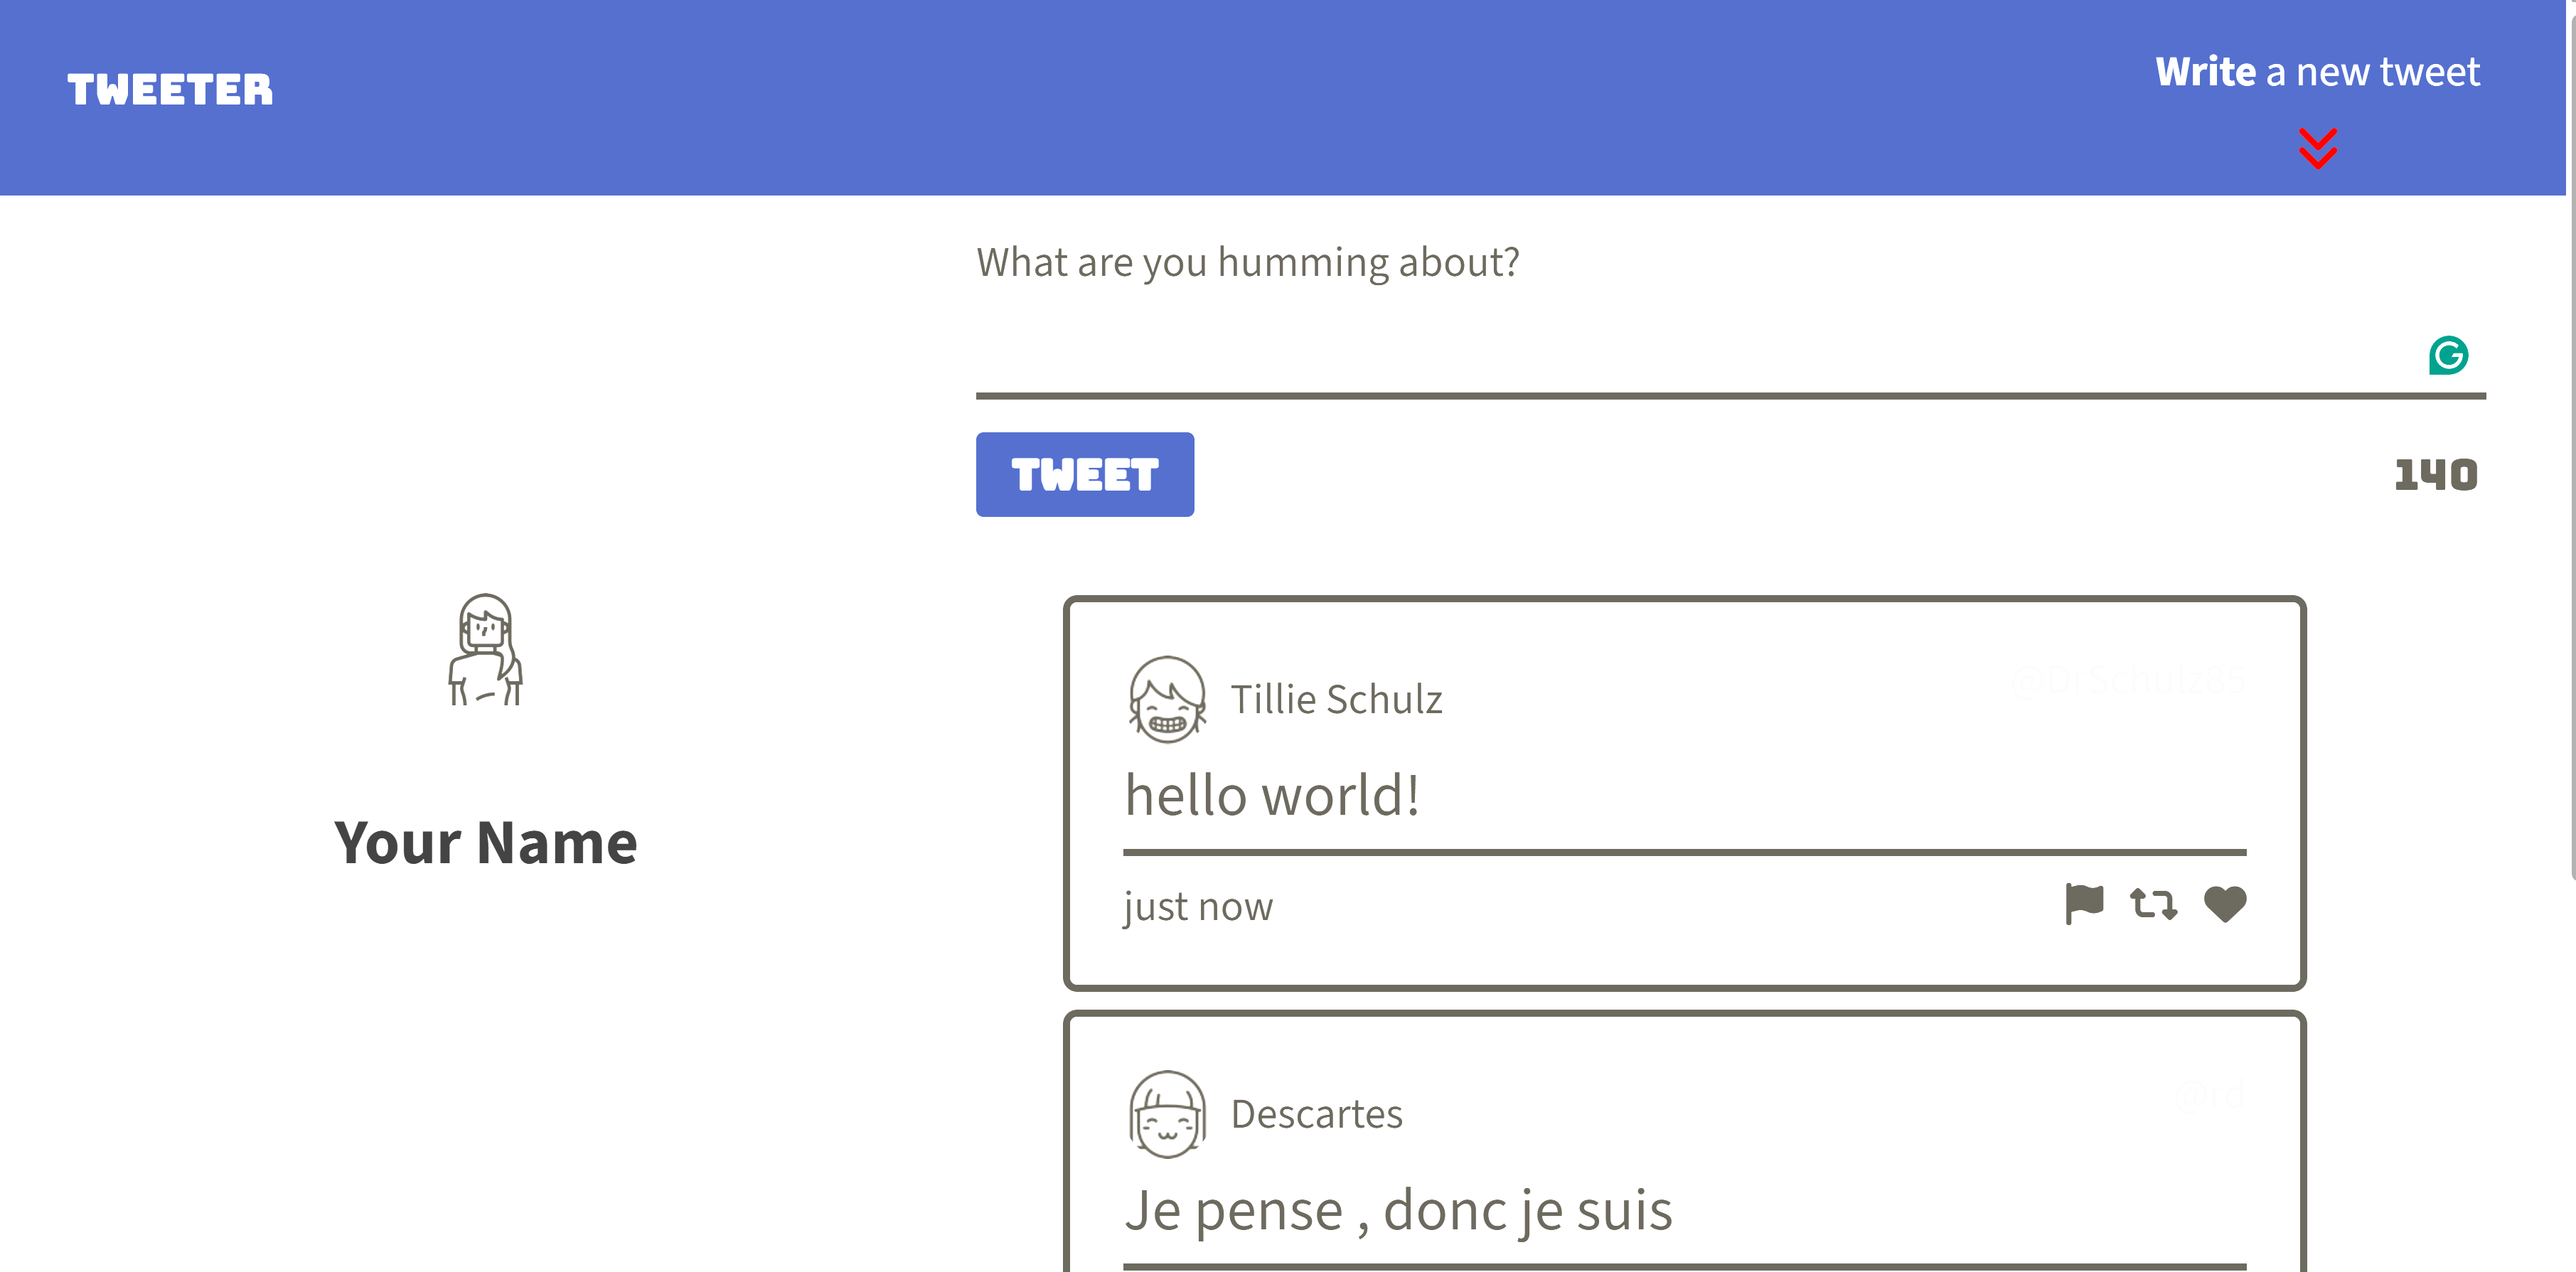 TWEETER
Write a new tweet
What are you humming about?
TWEET
140
Your Name
Tillie Schulz
@DrSchulz85
hello world!
just now
Descartes
@rd
Je pense , donc je suis